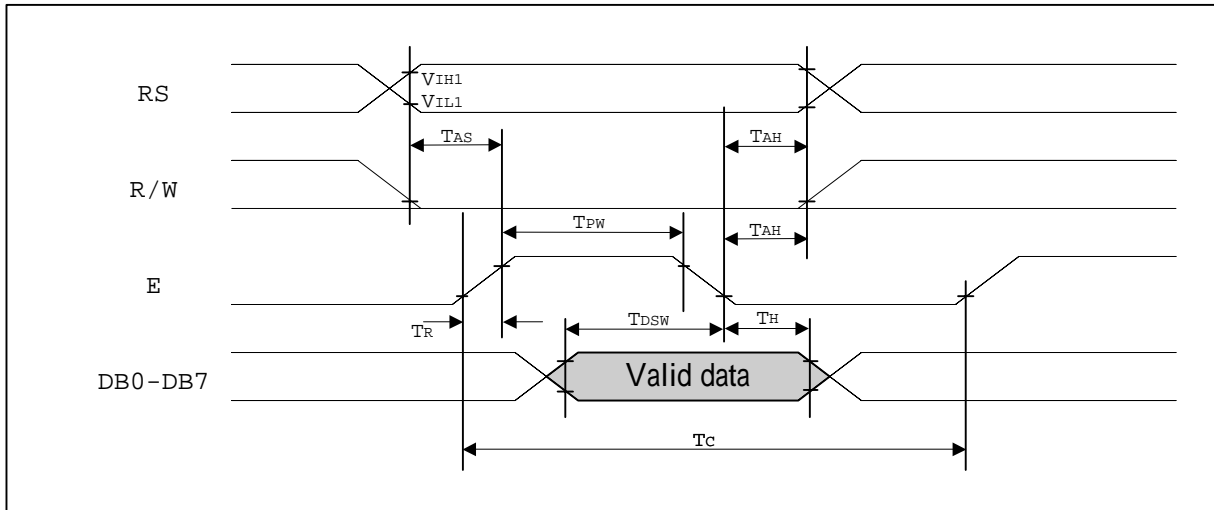 RS
VIH1
VIL1
TAS
TAH
R/W
TPW
TAH
E
TR
TDSW
TH
DB0-DB7
Valid data
TC